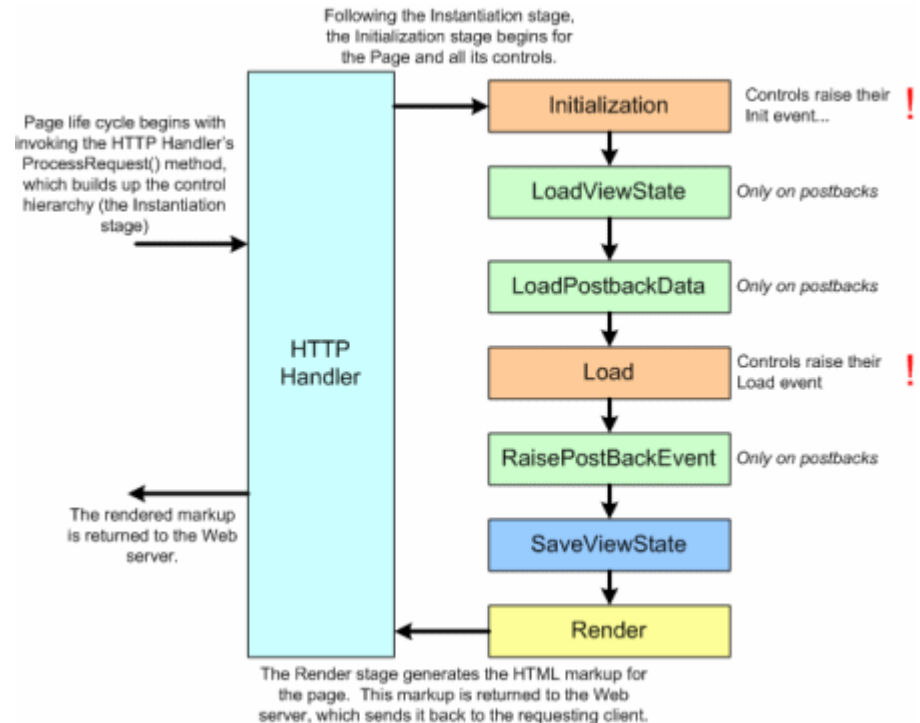 Following the Instantiation stage,
the Initialization stage begins for
the Page and all its controls.
Page life cycle begins with
invoking the HTTP Handler's
ProcessRequest() method,
which builds up the control
hierarchy (the Instantiation
stage)
HTTP
Handler
Initialization
Controls raise their
Init event...
!
LoadViewState
Only on postbacks
LoadPostbackData
Only on postbacks
Load
Controls raise their
Load event
!
RaisePostBackEvent
Only on postbacks
SaveViewState
Render
The rendered markup
is returned to the Web
server.
The Render stage generates the HTML markup for
the page. This markup is returned to the Web
server, which sends it back to the requesting client.